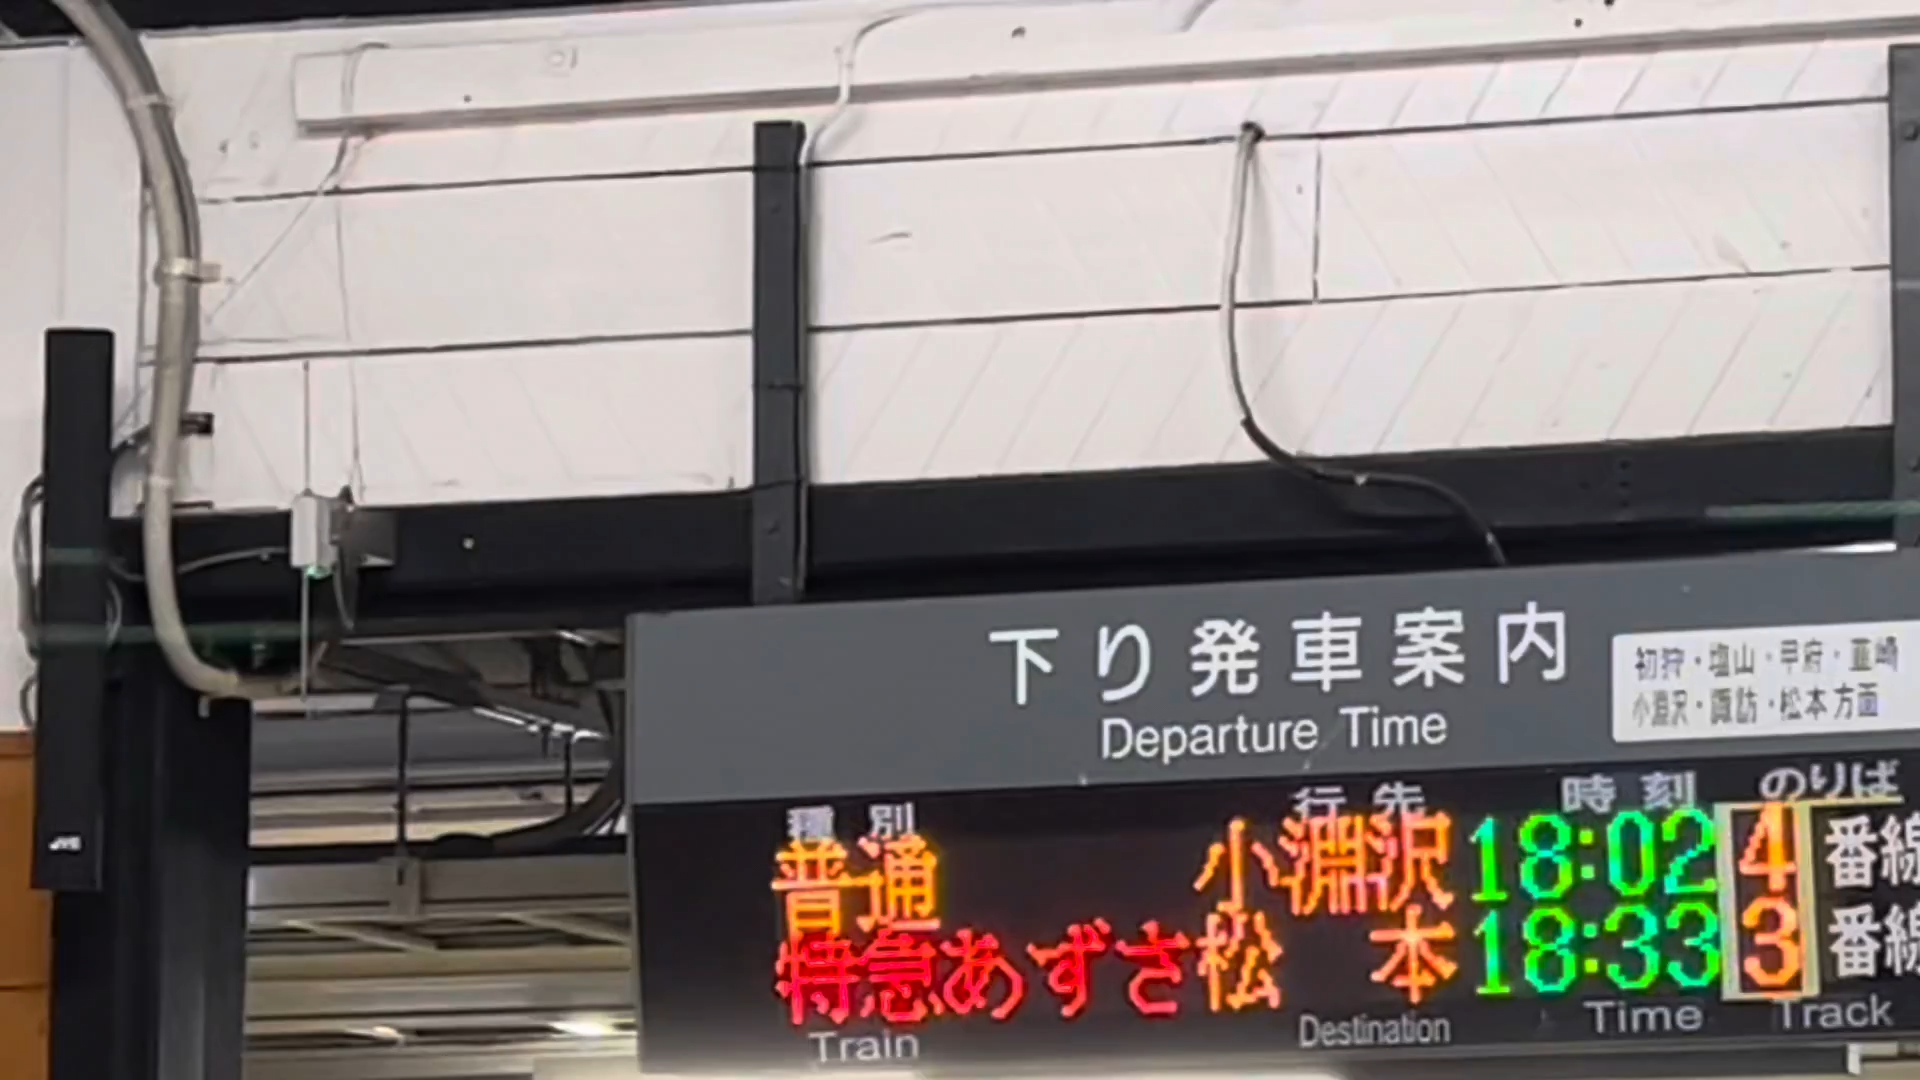 下り発車案内
Departure Time
初狩・塩山・甲府・韮崎
小淵沢・諏訪・松本方面
種別 行先 時刻 のりば
普通 小淵沢 18:02 4 番線
特急あずさ 松本 18:33 3 番線
Train Destination Time Track
JVC